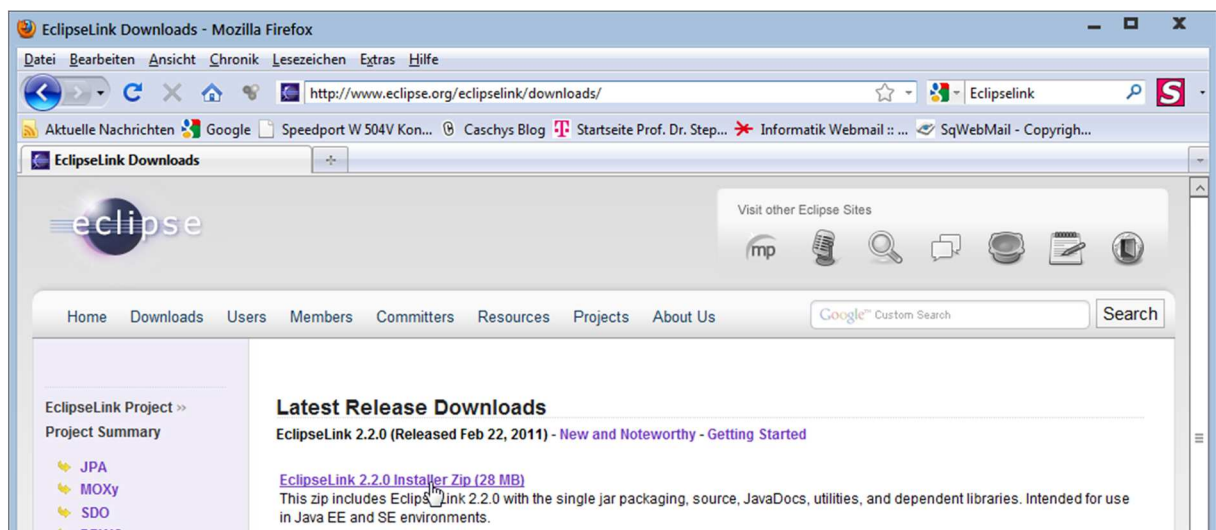 EclipseLink Downloads - Mozilla Firefox
Datei Bearbeiten Ansicht Chronik Lesezeichen Extras Hilfe
http://www.eclipse.org/eclipselink/downloads/ Eclipselink S
Aktuelle Nachrichten Google Speedport W 504V Kon... Caschys Blog Startseite Prof. Dr. Step... Informatik Webmail :: ... SqWebMail - Copyrigh...
EclipseLink Downloads
eclipse
Visit other Eclipse Sites
mp
Home Downloads Users Members Committers Resources Projects About Us Google™ Custom Search Search
EclipseLink Project »
Project Summary
JPA
MOXy
SDO
Latest Release Downloads
EclipseLink 2.2.0 (Released Feb 22, 2011) - New and Noteworthy - Getting Started
EclipseLink 2.2.0 Installer Zip (28 MB)
This zip includes EclipseLink 2.2.0 with the single jar packaging, source, JavaDocs, utilities, and dependent libraries. Intended for use
in Java EE and SE environments.